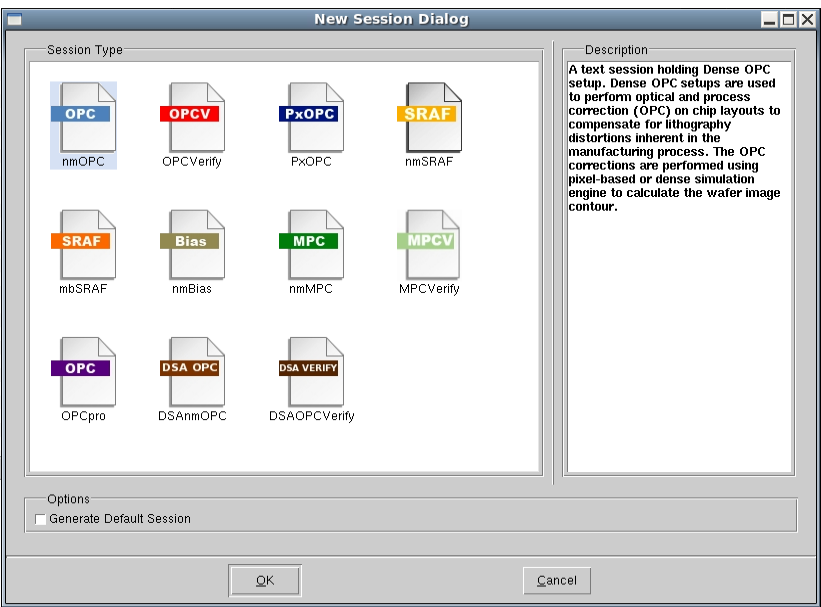 New Session Dialog
Session Type
OPC
nmOPC
OPCV
OPCVerify
PxOPC
PxOPC
SRAF
nmSRAF
SRAF
mbSRAF
Bias
nmBias
MPC
nmMPC
MPCV
MPCVerify
OPC
OPCpro
DSA OPC
DSAnmOPC
DSA VERIFY
DSAOPCVerify
Description
A text session holding Dense OPC
setup. Dense OPC setups are used
to perform optical and process
correction (OPC) on chip layouts to
compensate for lithography
distortions inherent in the
manufacturing process. The OPC
corrections are performed using
pixel-based or dense simulation
engine to calculate the wafer image
contour.
Options
Generate Default Session
OK
Cancel